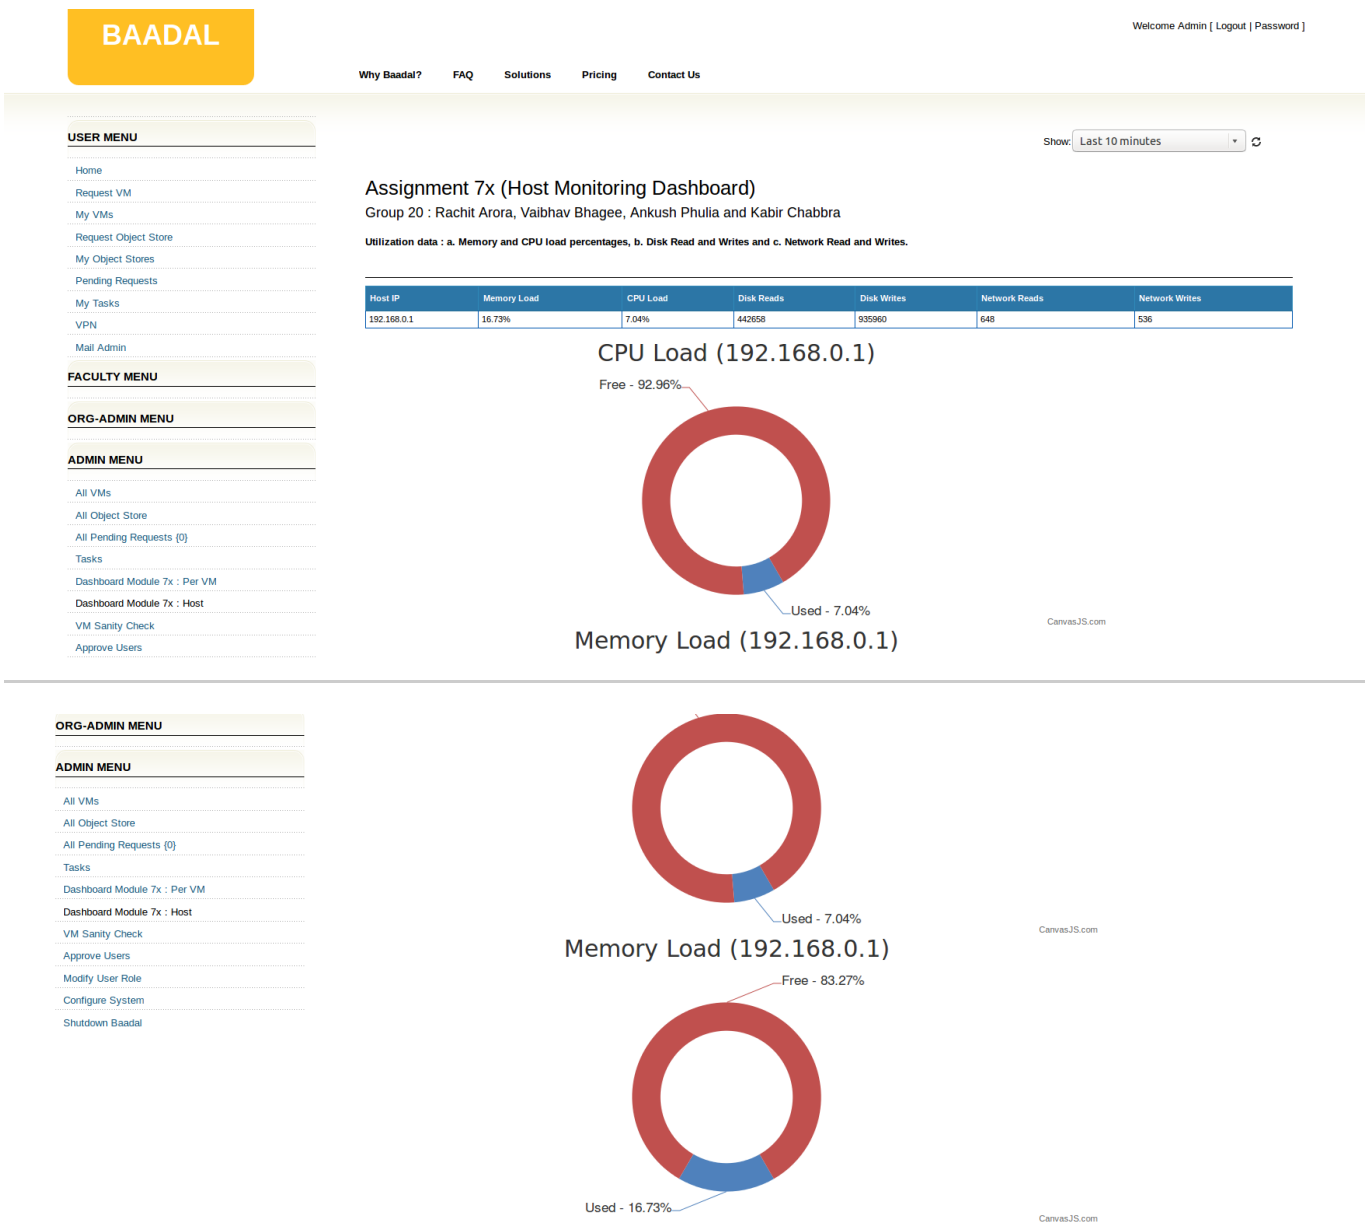 BAADAL
Welcome Admin [ Logout | Password ]
Why Baadal? FAQ Solutions Pricing Contact Us
USER MENU
Home
Request VM
My VMs
Request Object Store
My Object Stores
Pending Requests
My Tasks
VPN
Mail Admin
FACULTY MENU
ORG-ADMIN MENU
ADMIN MENU
All VMs
All Object Store
All Pending Requests {0}
Tasks
Dashboard Module 7x : Per VM
Dashboard Module 7x : Host
VM Sanity Check
Approve Users
Show: Last 10 minutes
Assignment 7x (Host Monitoring Dashboard)
Group 20 : Rachit Arora, Vaibhav Bhagee, Ankush Phulia and Kabir Chabbra
Utilization data : a. Memory and CPU load percentages, b. Disk Read and Writes and c. Network Read and Writes.
Host IP Memory Load CPU Load Disk Reads Disk Writes Network Reads Network Writes
192.168.0.1 16.73% 7.04% 442658 935960 648 536
CPU Load (192.168.0.1)
Free - 92.96%
Used - 7.04%
CanvasJS.com
Memory Load (192.168.0.1)
ORG-ADMIN MENU
ADMIN MENU
All VMs
All Object Store
All Pending Requests {0}
Tasks
Dashboard Module 7x : Per VM
Dashboard Module 7x : Host
VM Sanity Check
Approve Users
Modify User Role
Configure System
Shutdown Baadal
Used - 7.04%
CanvasJS.com
Memory Load (192.168.0.1)
Free - 83.27%
Used - 16.73%
CanvasJS.com